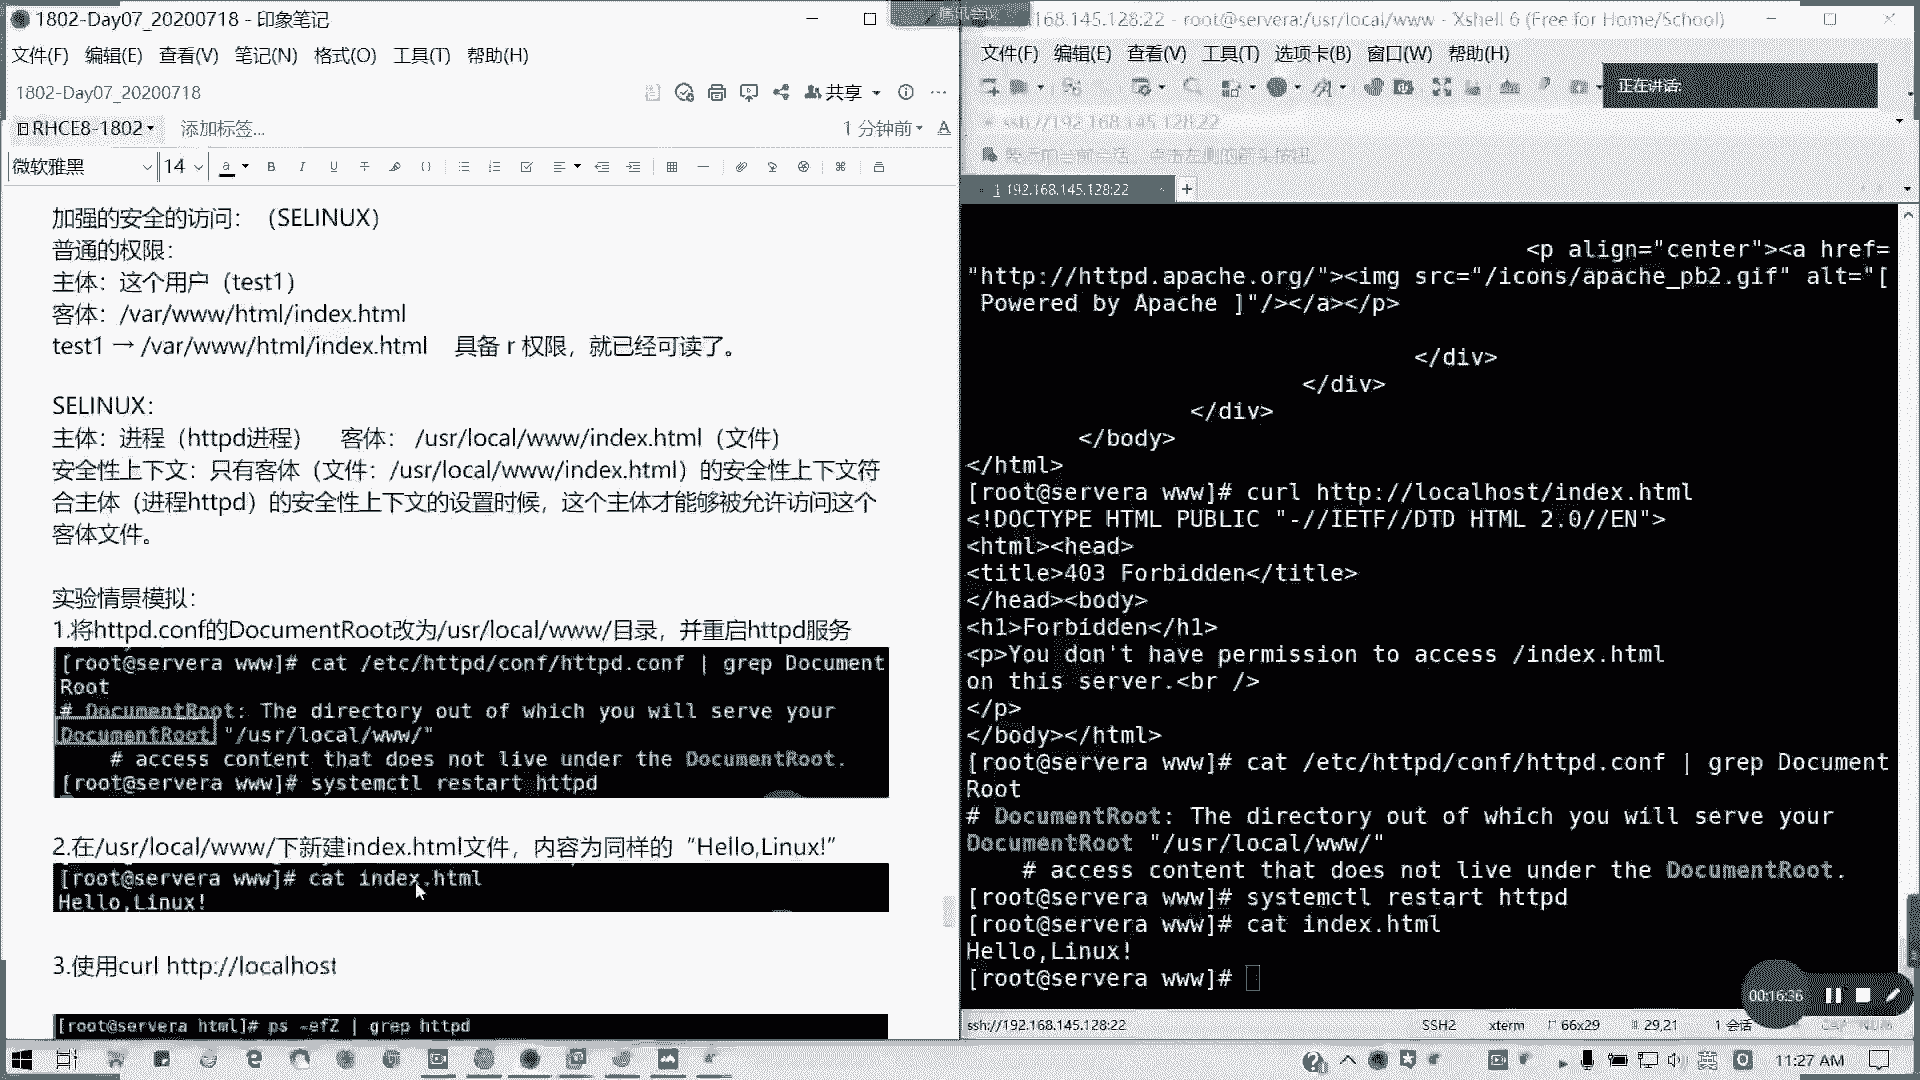 1802-Day07_20200718 - 印象笔记
文件(F) 编辑(E) 查看(V) 笔记(N) 格式(O) 工具(T) 帮助(H)
1802-Day07_20200718
共享
RHCE8-1802 添加标签...
1 分钟前
微软雅黑 14
加强的安全的访问：（SELINUX）
普通的权限：
主体：这个用户（test1）
客体：/var/www/html/index.html
test1 → /var/www/html/index.html 具备 r 权限，就已经可读了。
SELINUX：
主体：进程（httpd进程） 客体： /usr/local/www/index.html（文件）
安全性上下文：只有客体（文件：/usr/local/www/index.html）的安全性上下文符
合主体（进程httpd）的安全性上下文的设置时候，这个主体才能够被允许访问这个
客体文件。
实验情景模拟：
1.将httpd.conf的DocumentRoot改为/usr/local/www/目录，并重启httpd服务
[root@servera www]# cat /etc/httpd/conf/httpd.conf | grep Document
Root
# DocumentRoot: The directory out of which you will serve your
DocumentRoot "/usr/local/www/"
# access content that does not live under the DocumentRoot.
[root@servera www]# systemctl restart httpd
2.在/usr/local/www/下新建index.html文件，内容为同样的“Hello,Linux!”
[root@servera www]# cat index.html
Hello,Linux!
3.使用curl http://localhost
[root@servera html]# ps -efZ | grep httpd
168.145.128:22 - root@servera:/usr/local/www - Xshell 6 (Free for Home/School)
文件(F) 编辑(E) 查看(V) 工具(T) 选项卡(B) 窗口(W) 帮助(H)
正在讲话:
ssh://192.168.145.128:22
1 192.168.145.128:22
<p align="center"><a href=
"http://httpd.apache.org/"><img src="/icons/apache_pb2.gif" alt="[
Powered by Apache ]"/></a></p>
</div>
</div>
</div>
</body>
</html>
[root@servera www]# curl http://localhost/index.html
<!DOCTYPE HTML PUBLIC "-//IETF//DTD HTML 2.0//EN">
<html><head>
<title>403 Forbidden</title>
</head><body>
<h1>Forbidden</h1>
<p>You don't have permission to access /index.html
on this server.<br />
</p>
</body></html>
[root@servera www]# cat /etc/httpd/conf/httpd.conf | grep Document
Root
# DocumentRoot: The directory out of which you will serve your
DocumentRoot "/usr/local/www/"
# access content that does not live under the DocumentRoot.
[root@servera www]# systemctl restart httpd
[root@servera www]# cat index.html
Hello,Linux!
[root@servera www]#
00:16:36
ssh://192.168.145.128:22 SSH2 xterm 66x29 29,21 1 会话
英 11:27 AM